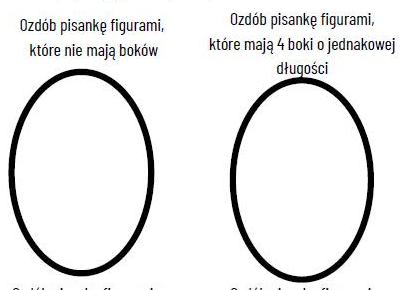 Ozdób pisankę figurami,
które nie mają boków
Ozdób pisankę figurami,
które mają 4 boki o jednakowej
długości